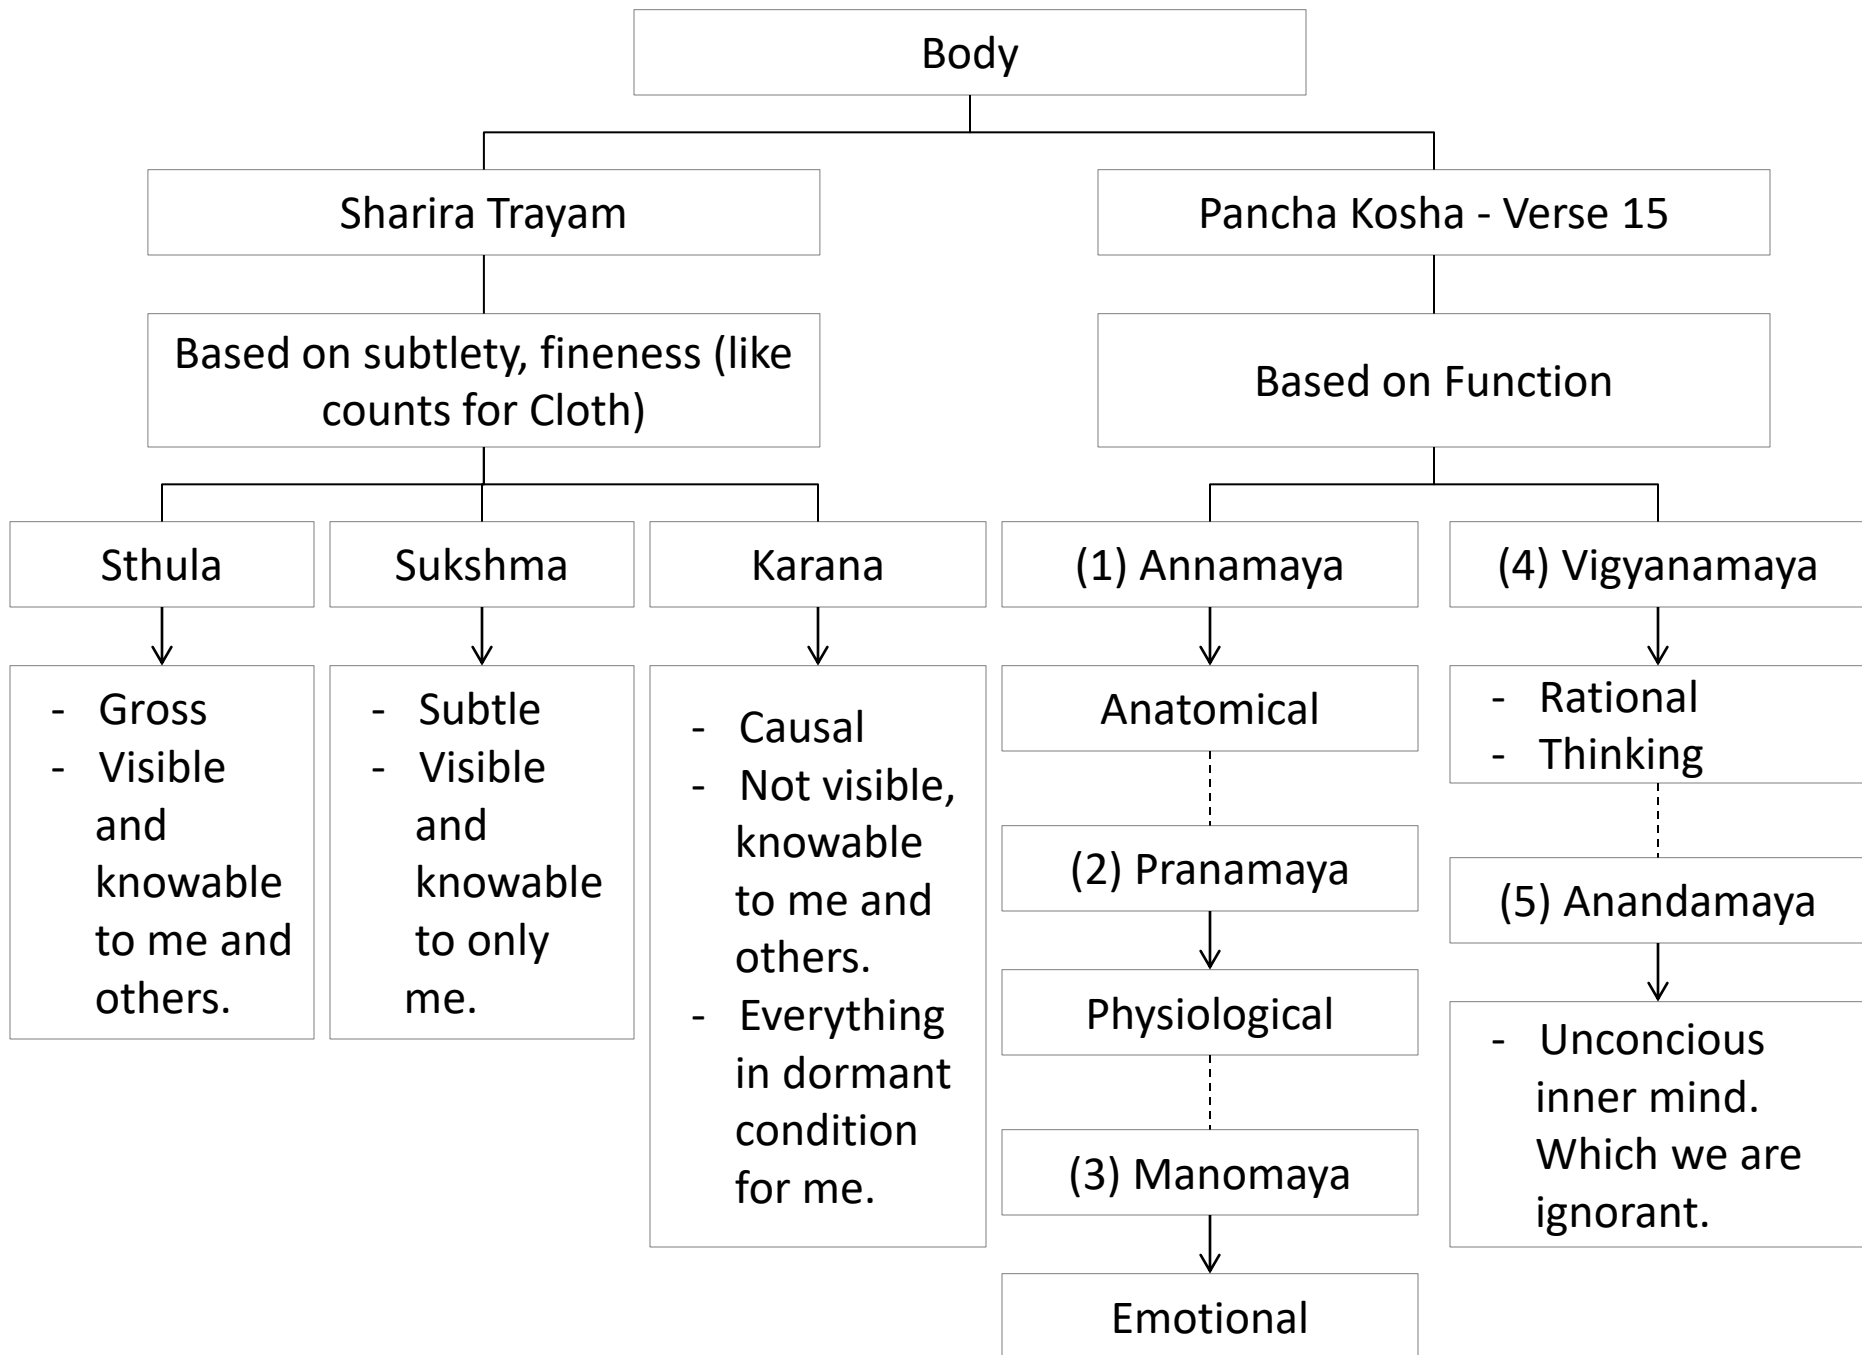 Body
Sharira Trayam
Pancha Kosha - Verse 15
Based on subtlety, fineness (like
counts for Cloth)
Based on Function
Sthula
Sukshma
Karana
(1) Annamaya
(4) Vigyanamaya
- Gross
- Visible
and
knowable
to me and
others.
- Subtle
- Visible
and
knowable
to only
me.
- Causal
- Not visible,
knowable
to me and
others.
- Everything
in dormant
condition
for me.
Anatomical
(2) Pranamaya
Physiological
(3) Manomaya
Emotional
- Rational
- Thinking
(5) Anandamaya
- Unconcious
inner mind.
Which we are
ignorant.